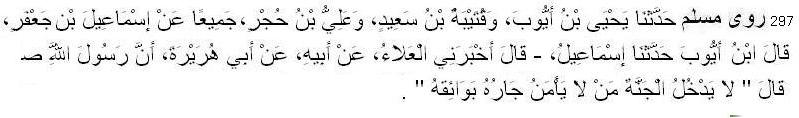 297 روى مسلم حَدَّثَنَا يَحْيَى بْنُ أَيُّوبَ، وَقُتَيْبَةُ بْنُ سَعِيدٍ، وَعَلِيُّ بْنُ حُجْرٍ، جَمِيعًا عَنْ إِسْمَاعِيلَ بْنِ جَعْفَرٍ،
قَالَ ابْنُ أَيُّوبَ حَدَّثَنَا إِسْمَاعِيلُ، - قَالَ أَخْبَرَنِي الْعَلاَءُ، عَنْ أَبِيهِ، عَنْ أَبِي هُرَيْرَةَ، أَنَّ رَسُولَ اللَّهِ صـ
قَالَ " لاَ يَدْخُلُ الْجَنَّةَ مَنْ لاَ يَأْمَنُ جَارُهُ بَوَائِقَهُ " .